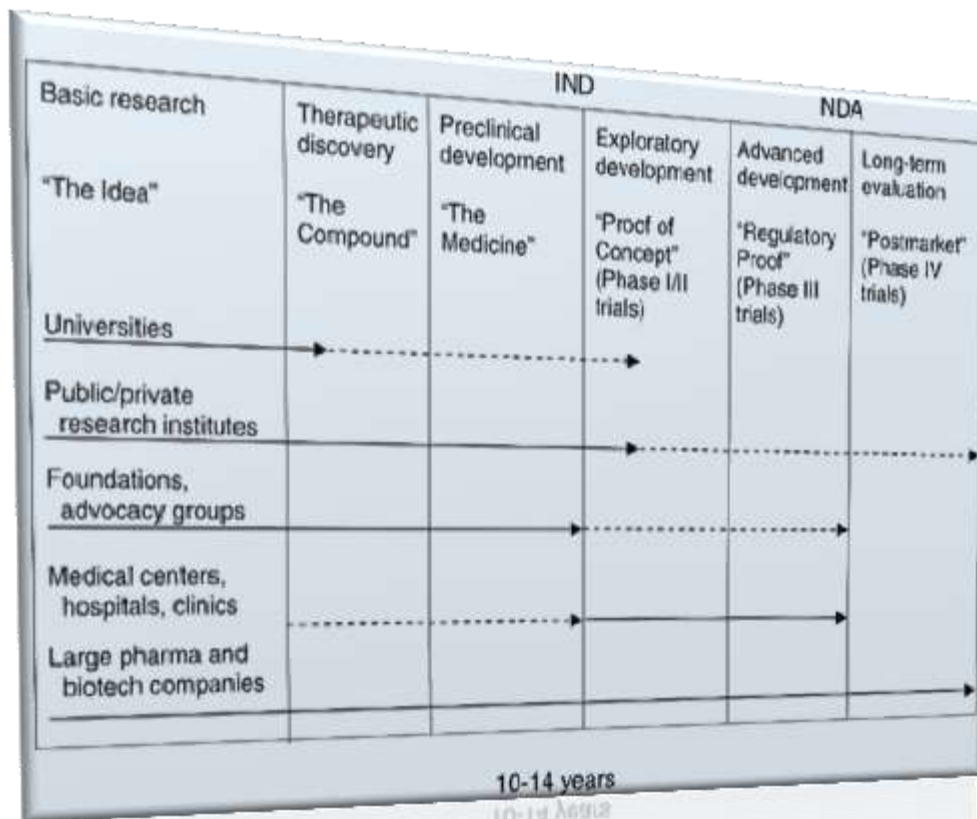 IND
NDA
Basic research
"The Idea"
Therapeutic
discovery
"The
Compound"
Preclinical
development
"The
Medicine"
Exploratory
development
"Proof of
Concept"
(Phase I/II
trials)
Advanced
development
"Regulatory
Proof"
(Phase III
trials)
Long-term
evaluation
"Postmarket"
(Phase IV
trials)
Universities
Public/private
research institutes
Foundations,
advocacy groups
Medical centers,
hospitals, clinics
Large pharma and
biotech companies
10-14 years